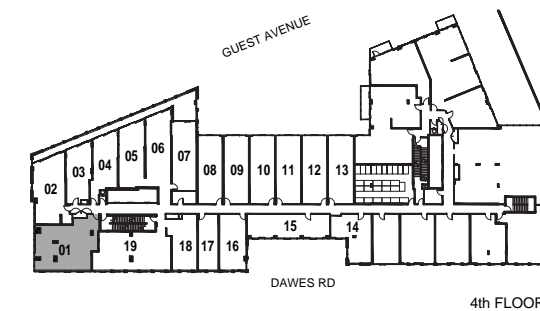 GUEST AVENUE
02 03 04 05 06 07 08 09 10 11 12 13
01 19 18 17 16 15 14
DAWES RD
4th FLOOR